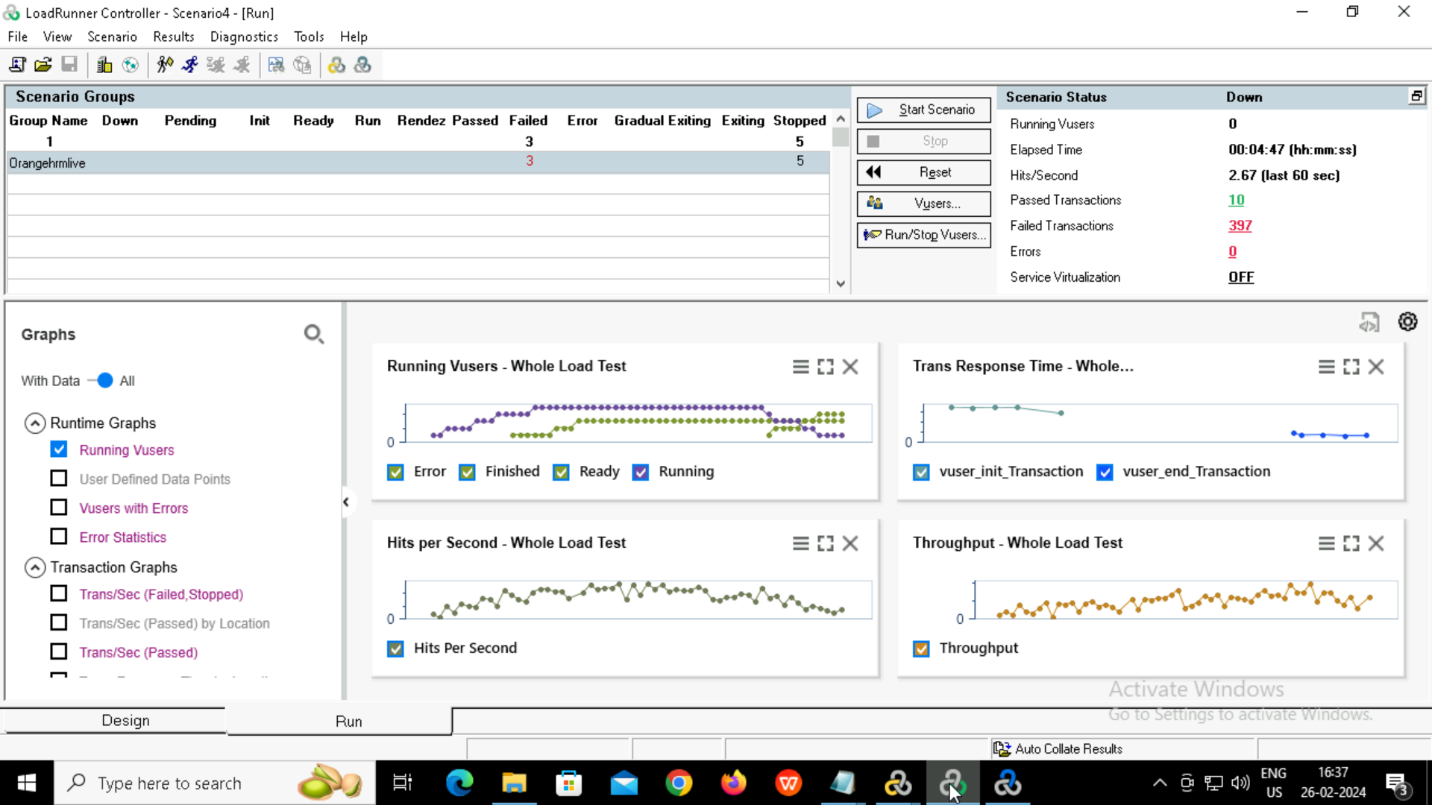 LoadRunner Controller - Scenario4 - [Run]
File View Scenario Results Diagnostics Tools Help
Scenario Groups
Group Name Down Pending Init Ready Run Rendez Passed Failed Error Gradual Exiting Exiting Stopped
1 3 5
Orangehrmlive 3 5
Start Scenario
Stop
Reset
Vusers...
Run/Stop Vusers...
Scenario Status Down
Running Vusers 0
Elapsed Time 00:04:47 (hh:mm:ss)
Hits/Second 2.67 (last 60 sec)
Passed Transactions 10
Failed Transactions 397
Errors 0
Service Virtualization OFF
Graphs
With Data All
Runtime Graphs
Running Vusers
User Defined Data Points
Vusers with Errors
Error Statistics
Transaction Graphs
Trans/Sec (Failed,Stopped)
Trans/Sec (Passed) by Location
Trans/Sec (Passed)
Running Vusers - Whole Load Test
0
Error Finished Ready Running
Trans Response Time - Whole...
0
vuser_init_Transaction vuser_end_Transaction
Hits per Second - Whole Load Test
0
Hits Per Second
Throughput - Whole Load Test
0
Throughput
Activate Windows
Go to Settings to activate Windows.
Design Run
Auto Collate Results
Type here to search
ENG
US
16:37
26-02-2024
3